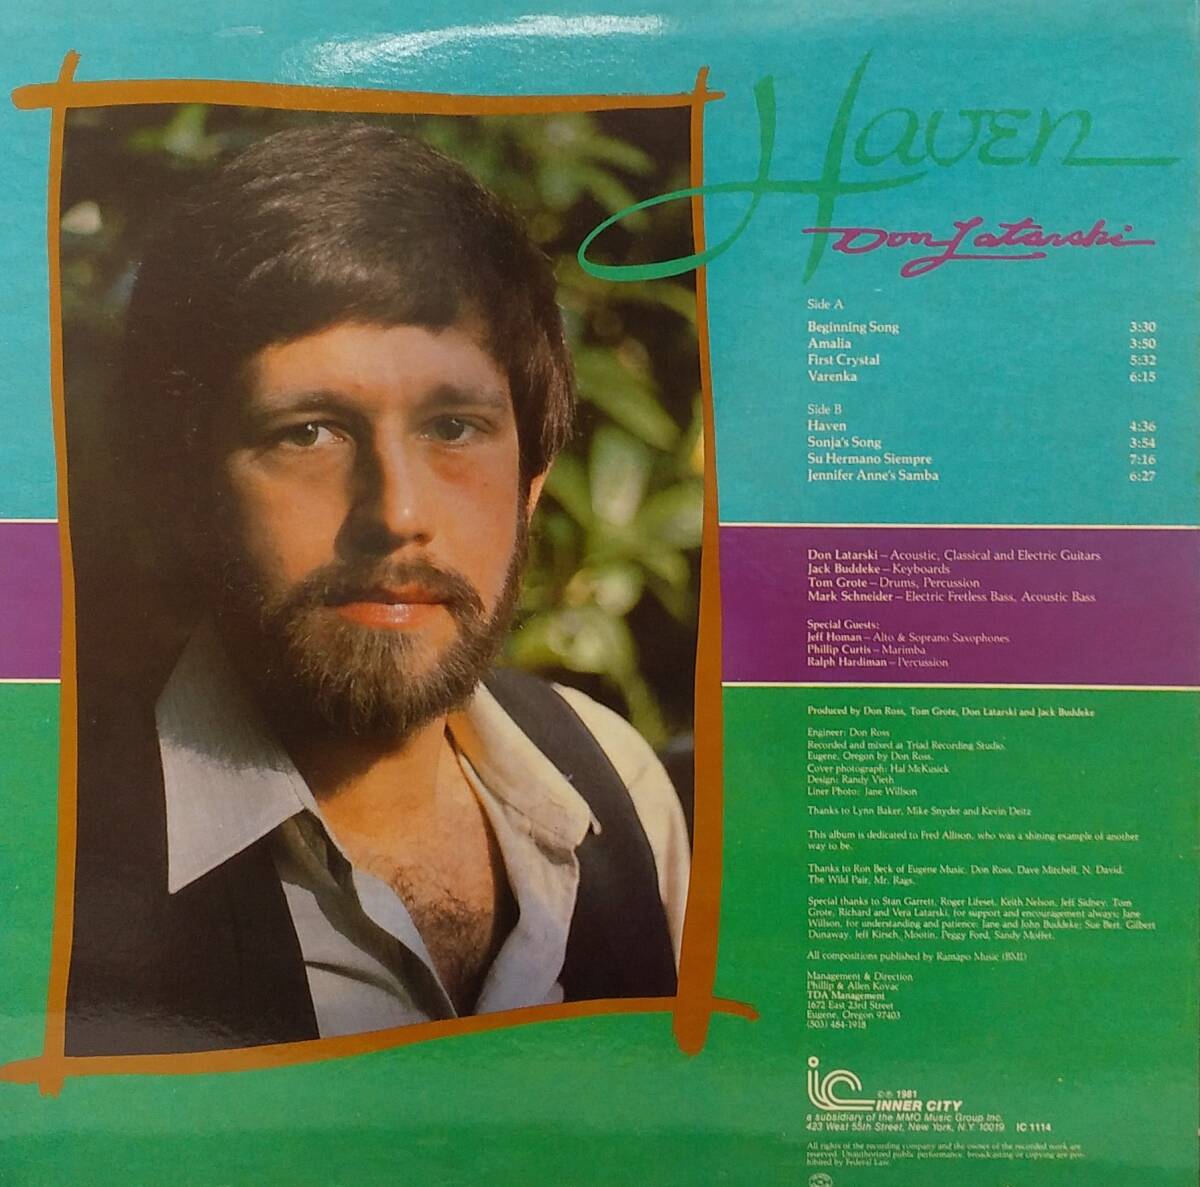 Haven
Don Latarski
Side A
Beginning Song 3:30
Amalia 3:50
First Crystal 5:32
Varenka 6:15
Side B
Haven 4:36
Sonja's Song 3:54
Su Hermano Siempre 7:16
Jennifer Anne's Samba 6:27
Don Latarski – Acoustic, Classical and Electric Guitars
Jack Buddeke – Keyboards
Tom Grote – Drums, Percussion
Mark Schneider – Electric Fretless Bass, Acoustic Bass
Special Guests:
Jeff Homan – Alto & Soprano Saxophones
Phillip Curtis – Marimba
Ralph Hardiman – Percussion
Produced by Don Ross, Tom Grote, Don Latarski and Jack Buddeke
Engineer: Don Ross
Recorded and mixed at Triad Recording Studio,
Eugene, Oregon by Don Ross.
Cover photograph: Hal McKusick
Design: Randy Vieth
Liner Photo: Jane Willson
Thanks to Lynn Baker, Mike Snyder and Kevin Deitz
This album is dedicated to Fred Allison, who was a shining example of another
way to be.
Thanks to Ron Beck of Eugene Music, Don Ross, Dave Mitchell, N. David,
The Wild Pair, Mr. Rags.
Special thanks to Stan Garrett, Roger Lifeset, Keith Nelson, Jeff Sidney, Tom
Grote, Richard and Vera Latarski, for support and encouragement always; Jane
Willson, for understanding and patience; Jane and John Buddeke; Sue Bert, Gilbert
Dunaway, Jeff Kirsch, Mootin, Peggy Ford, Sandy Moffet.
All compositions published by Ramapo Music (BMI)
Management & Direction
Phillip & Allen Kovac
TDA Management
1672 East 23rd Street
Eugene, Oregon 97403
(503) 484-1918
ic ©℗ 1981
INNER CITY
a subsidiary of the MMO Music Group Inc.
423 West 55th Street, New York, N.Y. 10019 IC 1114
All rights of the recording company and the owner of the recorded work are
reserved. Unauthorized public performance, broadcasting or copying are pro-
hibited by Federal Law.